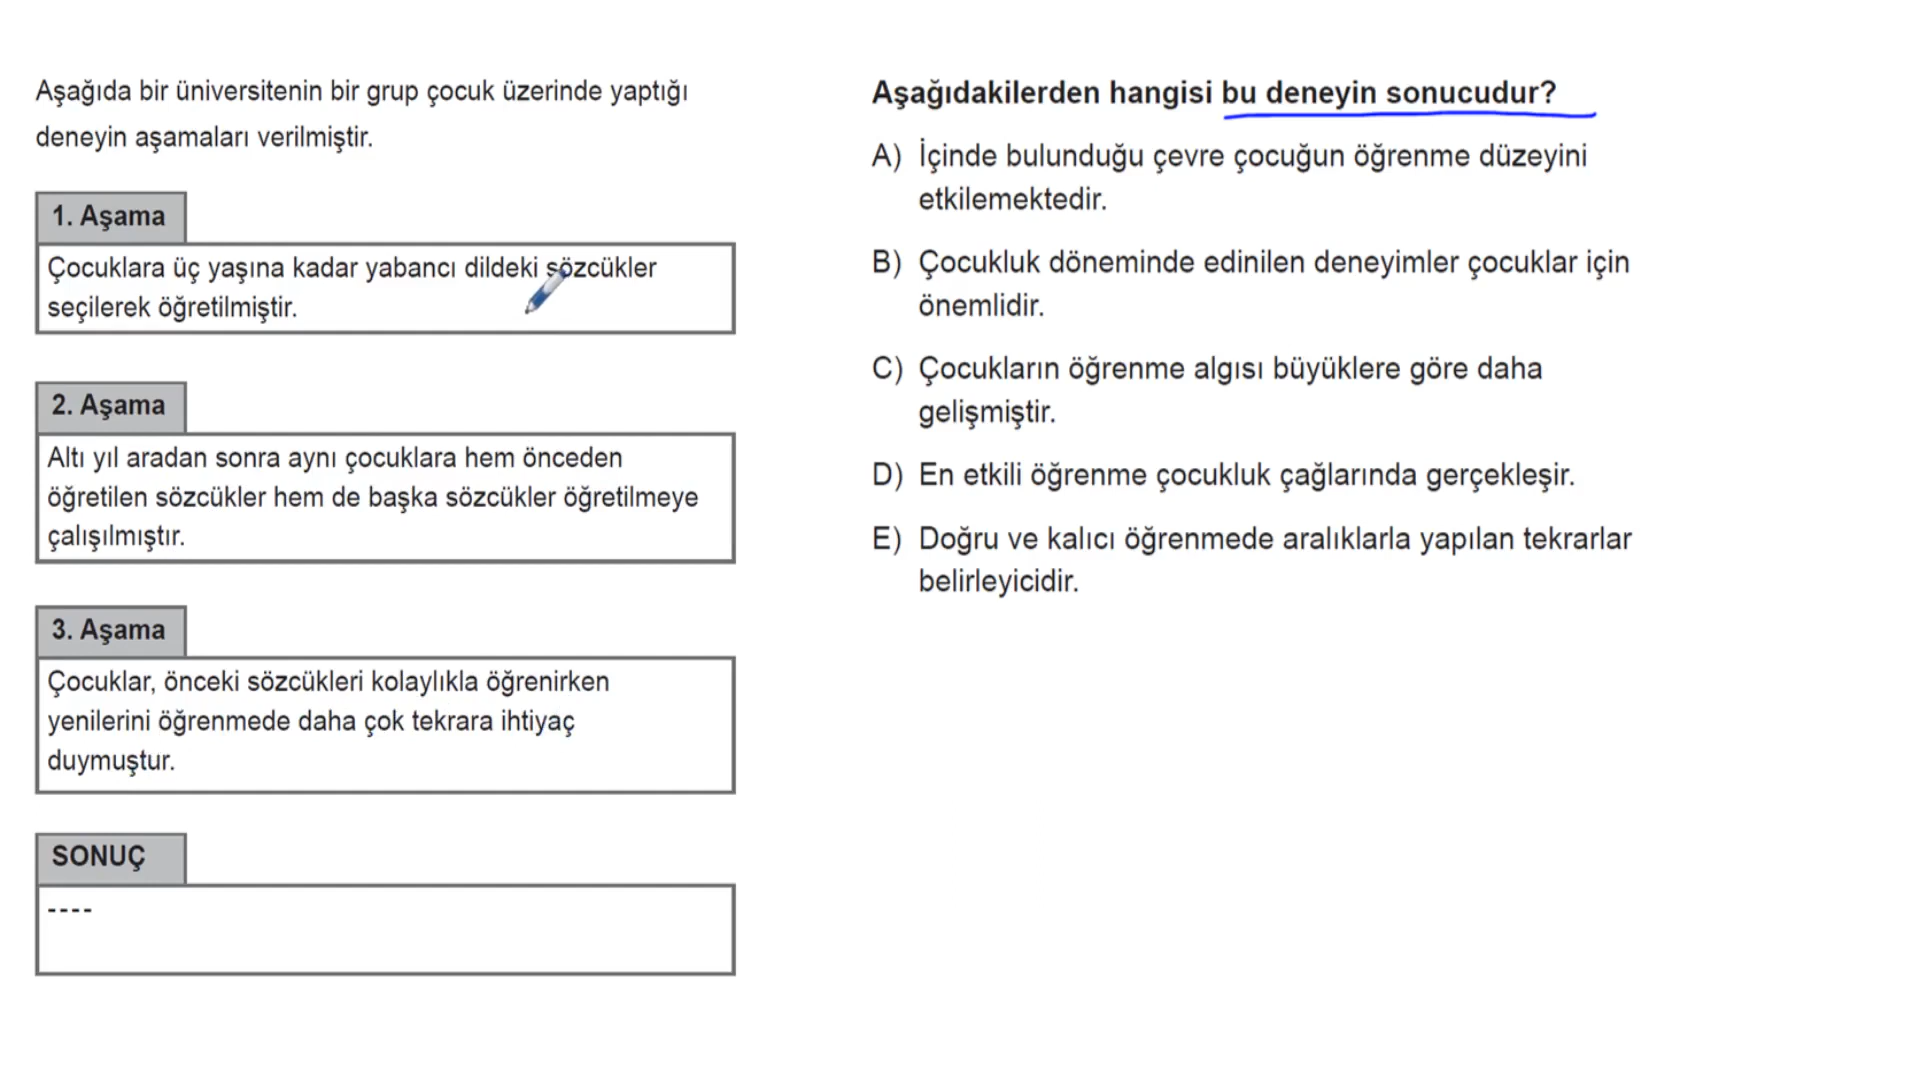 Aşağıda bir üniversitenin bir grup çocuk üzerinde yaptığı
deneyin aşamaları verilmiştir.
1. Aşama
Çocuklara üç yaşına kadar yabancı dildeki sözcükler
seçilerek öğretilmiştir.
2. Aşama
Altı yıl aradan sonra aynı çocuklara hem önceden
öğretilen sözcükler hem de başka sözcükler öğretilmeye
çalışılmıştır.
3. Aşama
Çocuklar, önceki sözcükleri kolaylıkla öğrenirken
yenilerini öğrenmede daha çok tekrara ihtiyaç
duymuştur.
SONUÇ
----
Aşağıdakilerden hangisi bu deneyin sonucudur?
A) İçinde bulunduğu çevre çocuğun öğrenme düzeyini
etkilemektedir.
B) Çocukluk döneminde edinilen deneyimler çocuklar için
önemlidir.
C) Çocukların öğrenme algısı büyüklere göre daha
gelişmiştir.
D) En etkili öğrenme çocukluk çağlarında gerçekleşir.
E) Doğru ve kalıcı öğrenmede aralıklarla yapılan tekrarlar
belirleyicidir.